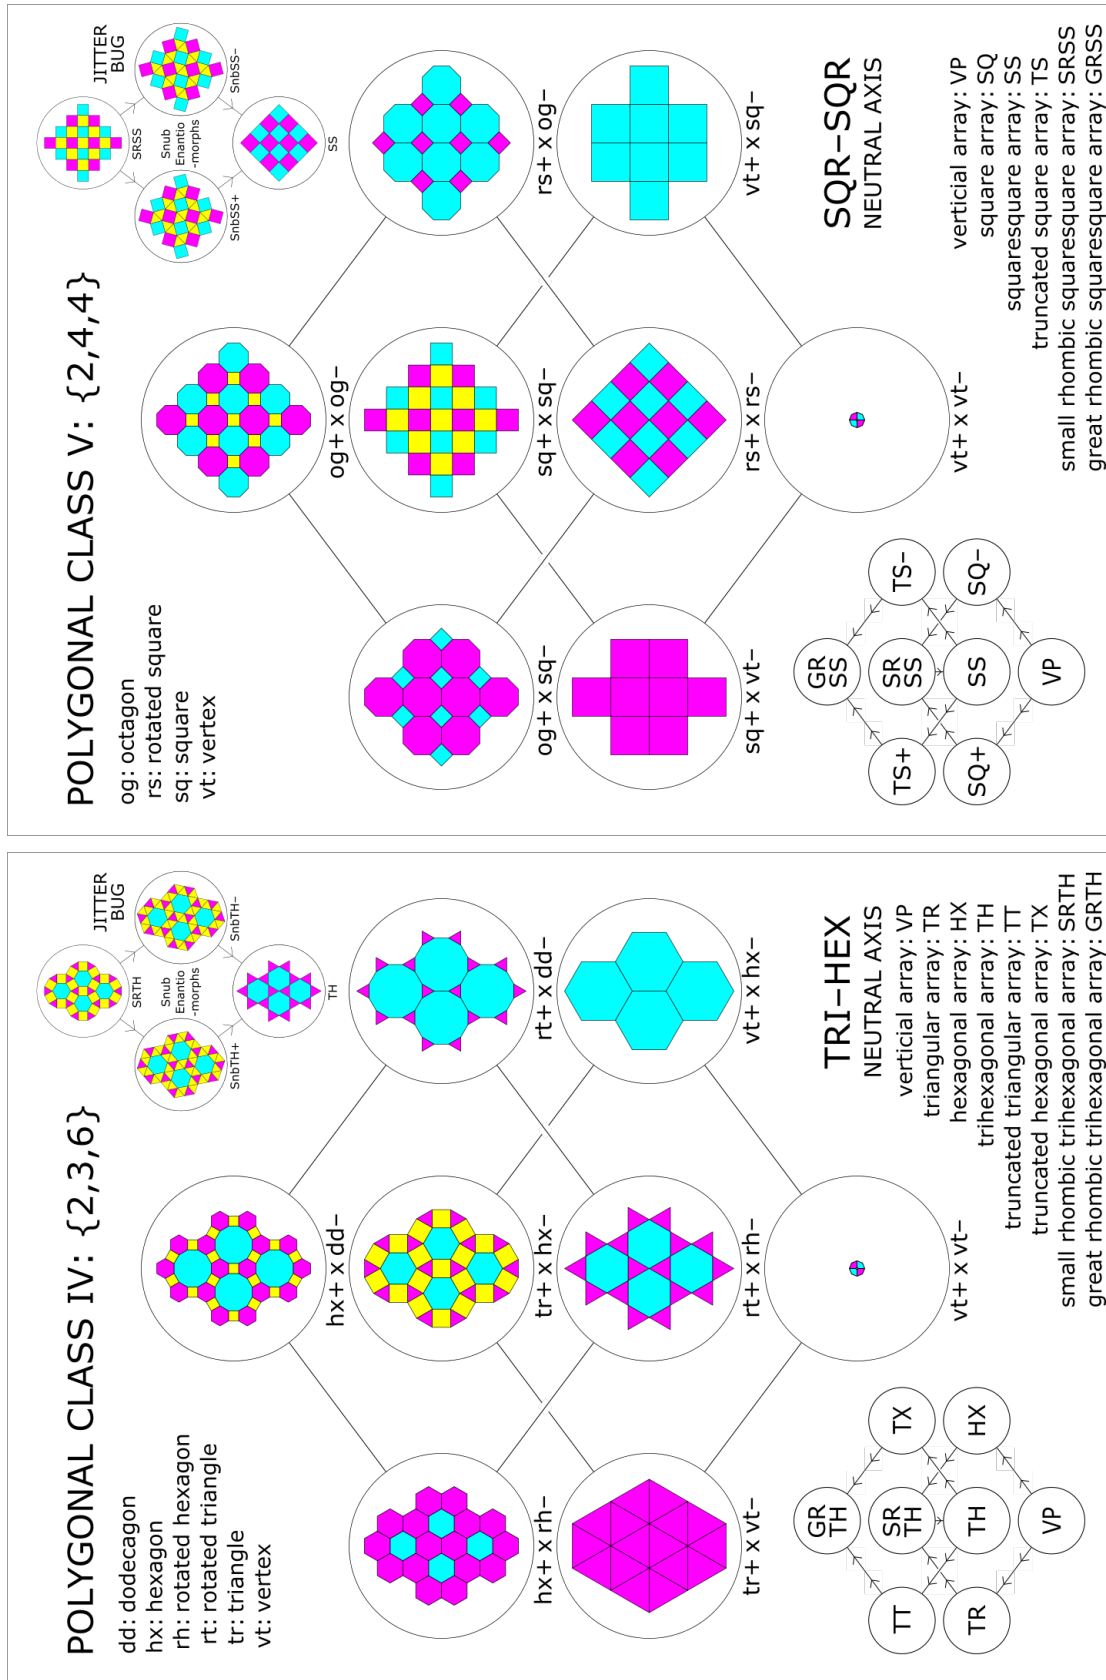 POLYGONAL CLASS IV: {2,3,6}
dd: dodecagon
hx: hexagon
rh: rotated hexagon
rt: rotated triangle
tr: triangle
vt: vertex
JITTER
BUG
SRTH
Snub
Enantio
-morphs
SnbTH+
SnbTH−
TH
hx+ x dd−
hx+ x rh−
tr+ x hx−
rt+ x dd−
tr+ x vt−
rt+ x rh−
vt+ x hx−
vt+ x vt−
GR
TH
TT
SR
TH
TX
TR
TH
HX
VP
TRI−HEX
NEUTRAL AXIS
verticial array: VP
triangular array: TR
hexagonal array: HX
trihexagonal array: TH
truncated triangular array: TT
truncated hexagonal array: TX
small rhombic trihexagonal array: SRTH
great rhombic trihexagonal array: GRTH
POLYGONAL CLASS V: {2,4,4}
og: octagon
rs: rotated square
sq: square
vt: vertex
JITTER
BUG
SRSS
Snub
Enantio
-morphs
SnbSS+
SnbSS−
SS
og+ x og−
og+ x sq−
sq+ x sq−
rs+ x og−
sq+ x vt−
rs+ x rs−
vt+ x sq−
vt+ x vt−
GR
SS
TS+
SR
SS
TS−
SQ+
SS
SQ−
VP
SQR−SQR
NEUTRAL AXIS
verticial array: VP
square array: SQ
squaresquare array: SS
truncated square array: TS
small rhombic squaresquare array: SRSS
great rhombic squaresquare array: GRSS